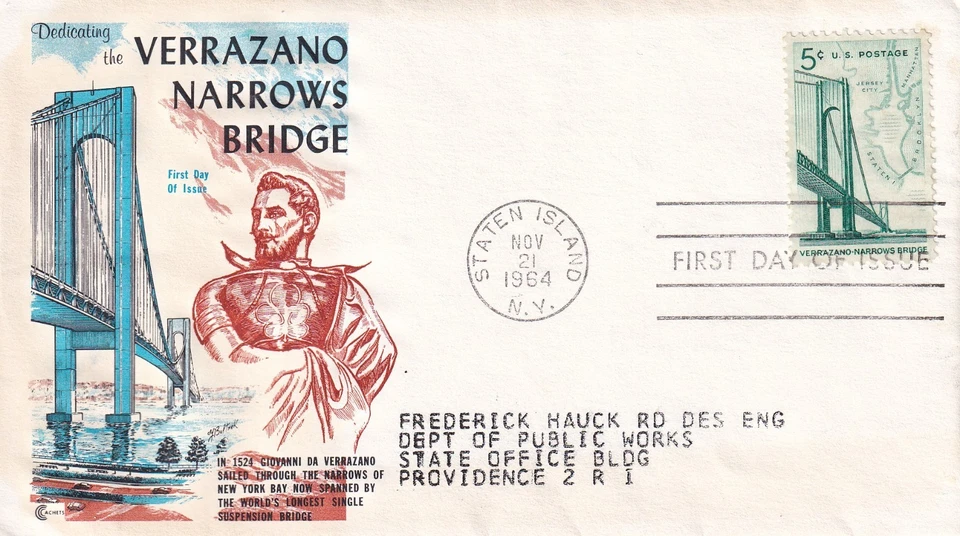 Dedicating
the VERRAZANO
NARROWS
BRIDGE
First Day
Of Issue
IN 1524 GIOVANNI DA VERRAZANO
SAILED THROUGH THE NARROWS OF
NEW YORK BAY NOW SPANNED BY
THE WORLD'S LONGEST SINGLE
SUSPENSION BRIDGE
CACHETS
STATEN ISLAND
NOV
21
1964
N.Y.
5¢ U.S. POSTAGE
JERSEY
CITY
MANHATTAN
BROOKLYN
STATEN I.
VERRAZANO-NARROWS BRIDGE
FIRST DAY OF ISSUE
FREDERICK HAUCK RD DES ENG
DEPT OF PUBLIC WORKS
STATE OFFICE BLDG
PROVIDENCE 2 R I